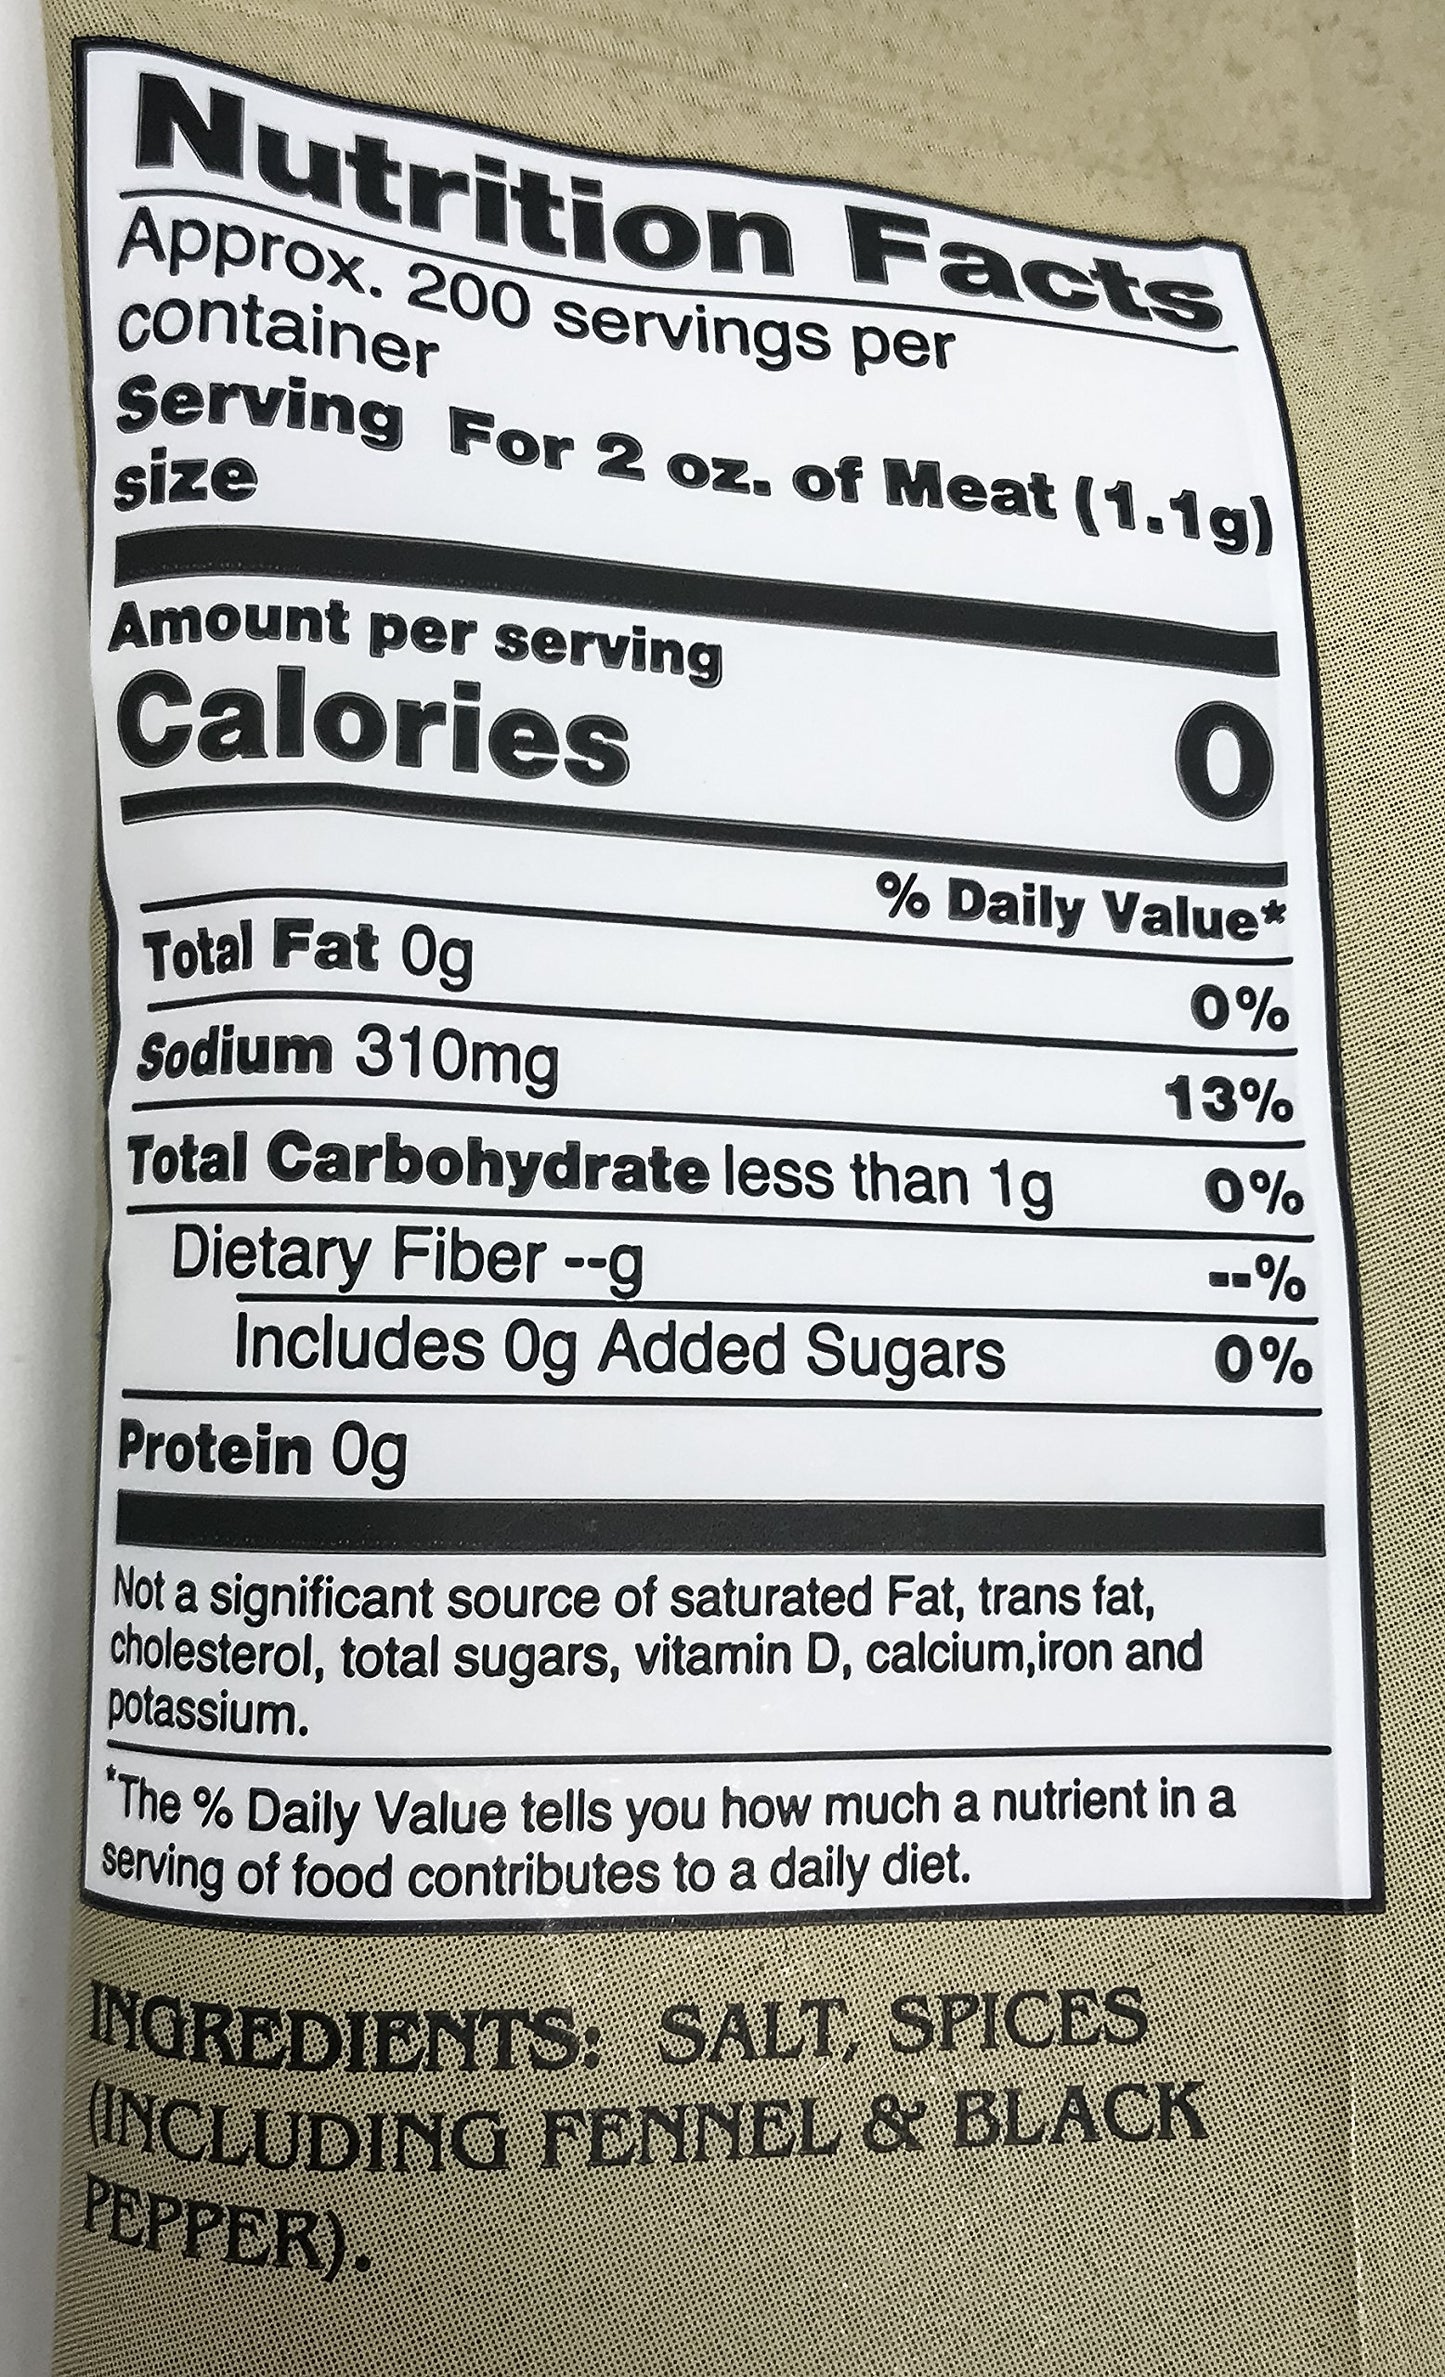 Nutrition Facts
Approx. 200 servings per
container
Serving For 2 oz. of Meat (1.1g)
size
Amount per serving
Calories 0
% Daily Value*
Total Fat 0g 0%
Sodium 310mg 13%
Total Carbohydrate less than 1g 0%
Dietary Fiber --g --%
Includes 0g Added Sugars 0%
Protein 0g
Not a significant source of saturated Fat, trans fat,
cholesterol, total sugars, vitamin D, calcium,iron and
potassium.
*The % Daily Value tells you how much a nutrient in a
serving of food contributes to a daily diet.
INGREDIENTS: SALT, SPICES
(INCLUDING FENNEL & BLACK
PEPPER).